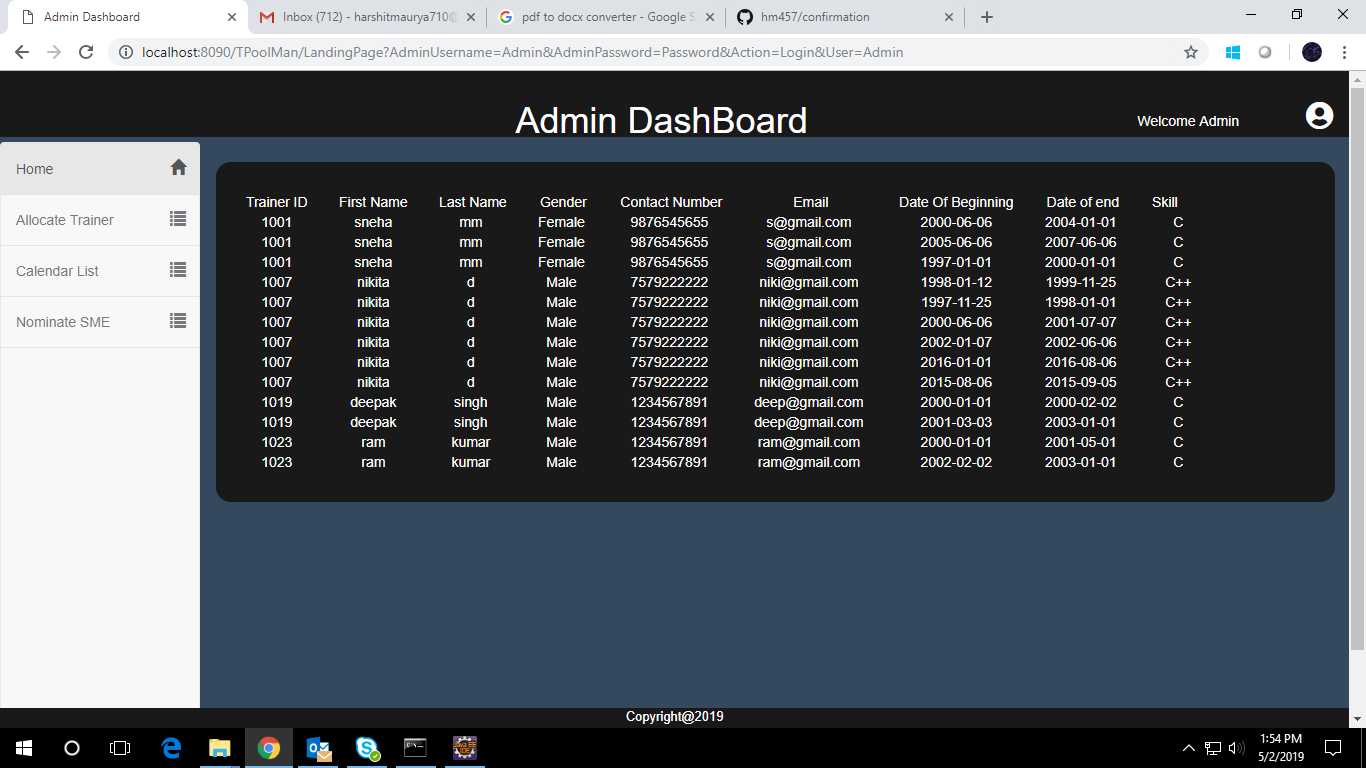 Admin Dashboard
Inbox (712) - harshitmaurya710@
pdf to docx converter - Google S
hm457/confirmation
localhost:8090/TPoolMan/LandingPage?AdminUsername=Admin&AdminPassword=Password&Action=Login&User=Admin
Admin DashBoard
Welcome Admin
Home
Allocate Trainer
Calendar List
Nominate SME
Trainer ID First Name Last Name Gender Contact Number Email Date Of Beginning Date of end Skill
1001 sneha mm Female 9876545655 s@gmail.com 2000-06-06 2004-01-01 C
1001 sneha mm Female 9876545655 s@gmail.com 2005-06-06 2007-06-06 C
1001 sneha mm Female 9876545655 s@gmail.com 1997-01-01 2000-01-01 C
1007 nikita d Male 7579222222 niki@gmail.com 1998-01-12 1999-11-25 C++
1007 nikita d Male 7579222222 niki@gmail.com 1997-11-25 1998-01-01 C++
1007 nikita d Male 7579222222 niki@gmail.com 2000-06-06 2001-07-07 C++
1007 nikita d Male 7579222222 niki@gmail.com 2002-01-07 2002-06-06 C++
1007 nikita d Male 7579222222 niki@gmail.com 2016-01-01 2016-08-06 C++
1007 nikita d Male 7579222222 niki@gmail.com 2015-08-06 2015-09-05 C++
1019 deepak singh Male 1234567891 deep@gmail.com 2000-01-01 2000-02-02 C
1019 deepak singh Male 1234567891 deep@gmail.com 2001-03-03 2003-01-01 C
1023 ram kumar Male 1234567891 ram@gmail.com 2000-01-01 2001-05-01 C
1023 ram kumar Male 1234567891 ram@gmail.com 2002-02-02 2003-01-01 C
Copyright@2019
1:54 PM
5/2/2019